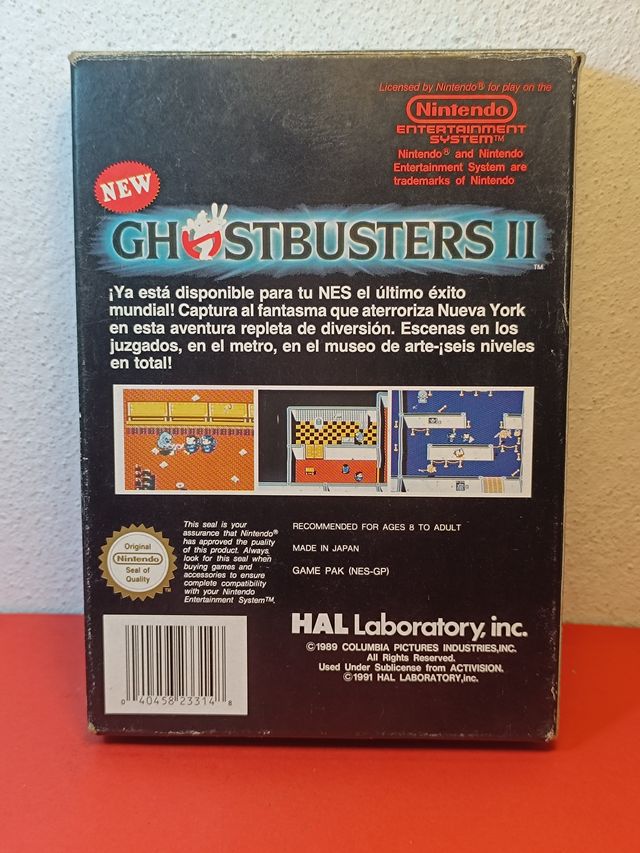 Licensed by Nintendo® for play on the
Nintendo
ENTERTAINMENT
SYSTEM™
Nintendo® and Nintendo
Entertainment System are
trademarks of Nintendo
NEW
GHOSTBUSTERS II
™
¡Ya está disponible para tu NES el último éxito
mundial! Captura al fantasma que aterroriza Nueva York
en esta aventura repleta de diversión. Escenas en los
juzgados, en el metro, en el museo de arte-¡seis niveles
en total!
Original
Nintendo
Seal of
Quality
™
This seal is your
assurance that Nintendo®
has approved the puality
of this product. Always
look for this seal when
buying games and
accessories to ensure
complete compatibility
with your Nintendo
Entertainment System™.
RECOMMENDED FOR AGES 8 TO ADULT
MADE IN JAPAN
GAME PAK (NES-GP)
HAL Laboratory, inc.
©1989 COLUMBIA PICTURES INDUSTRIES,INC.
All Rights Reserved.
Used Under Sublicense from ACTIVISION.
©1991 HAL LABORATORY,inc.
0 40458 23314 8